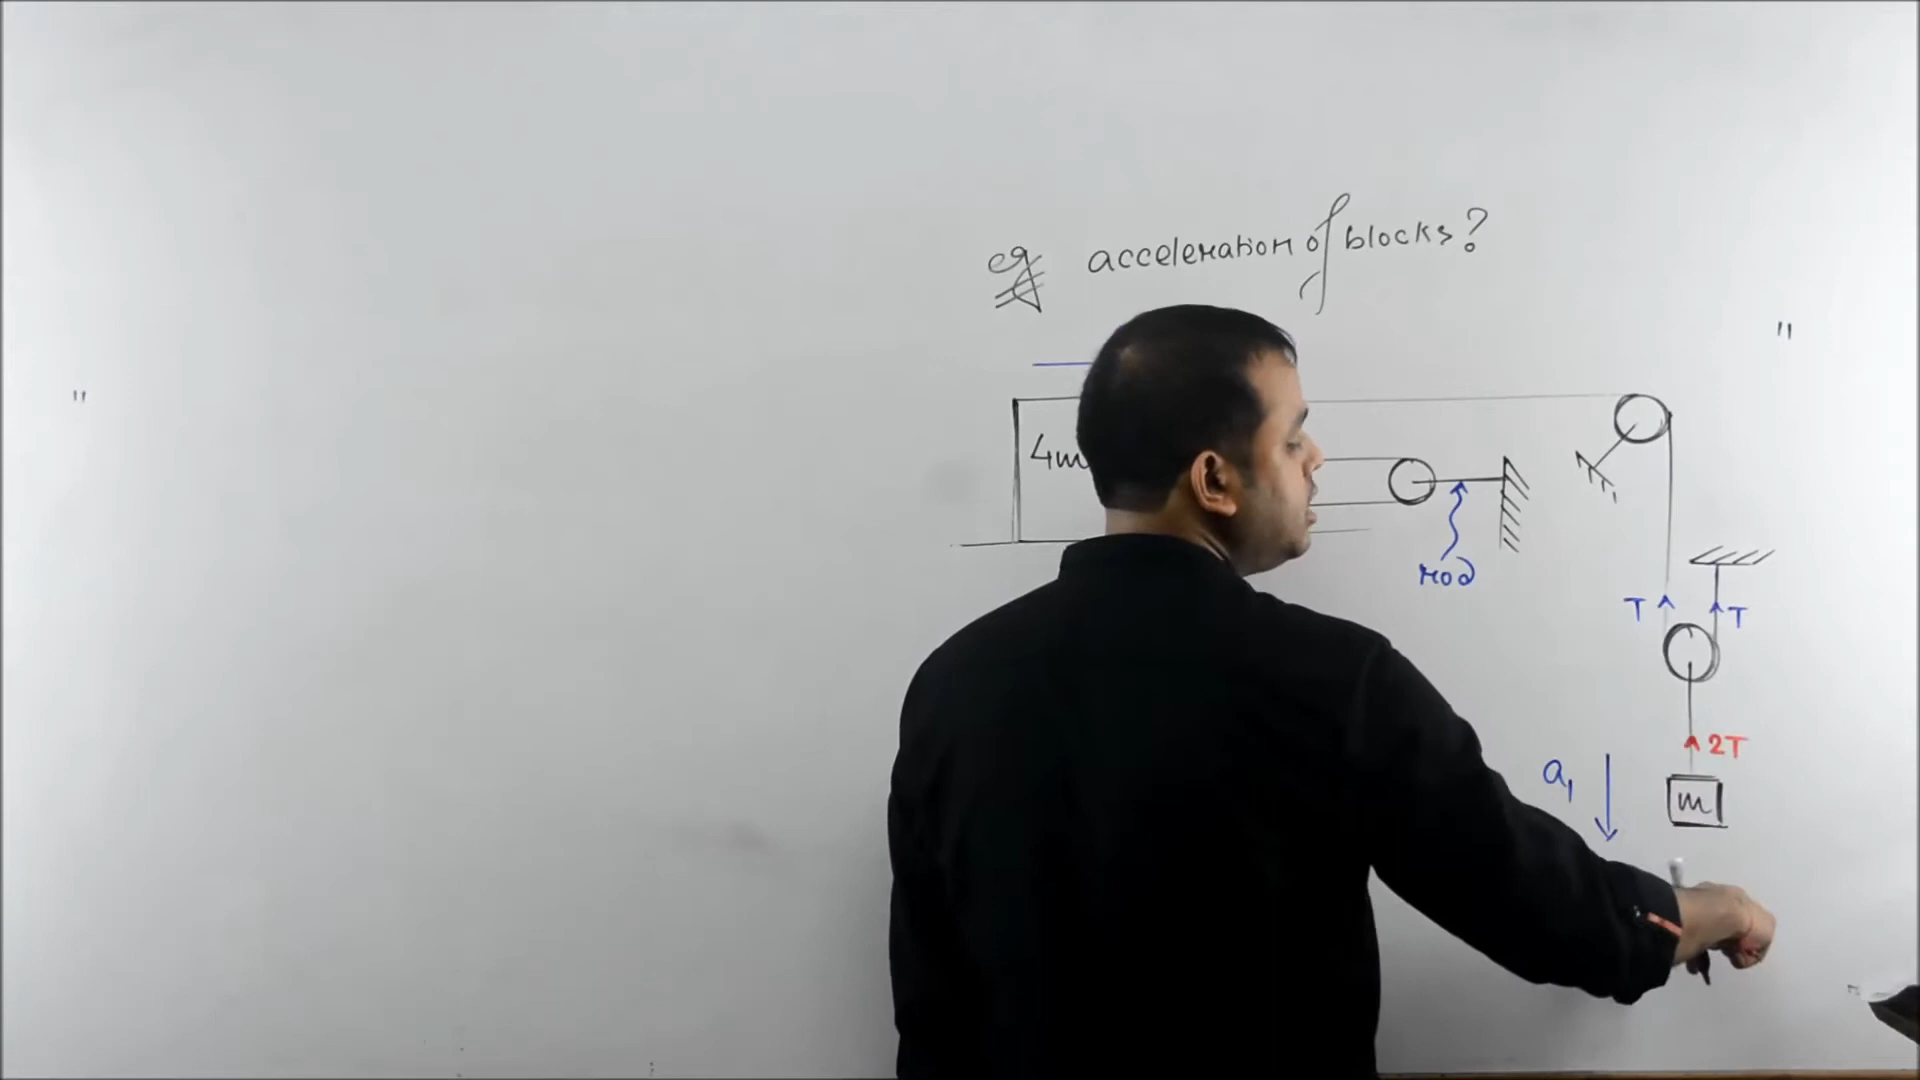 eg acceleration of blocks?
4m
rod
T T
2T
a₁
m